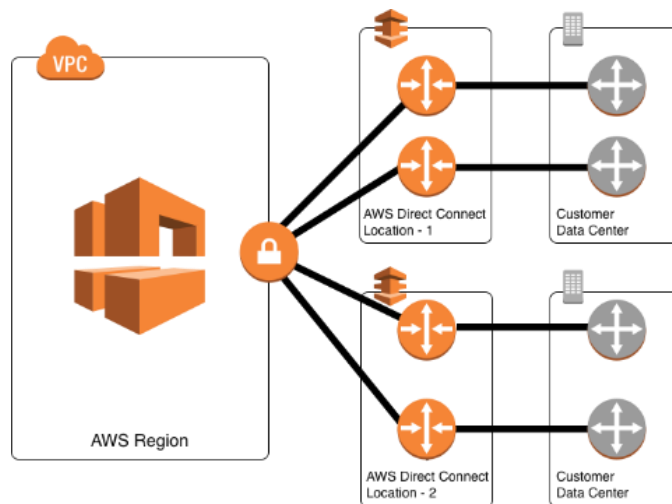 VPC
AWS Region
AWS Direct Connect
Location - 1
Customer
Data Center
AWS Direct Connect
Location - 2
Customer
Data Center